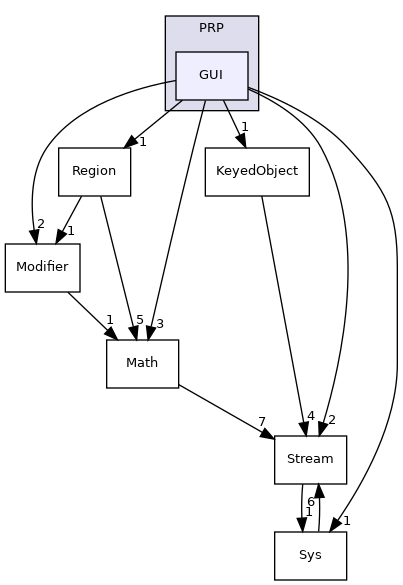 PRP
GUI
1
1
Region
KeyedObject
2
1
Modifier
1
5
3
Math
7
4
2
Stream
6
1
1
Sys